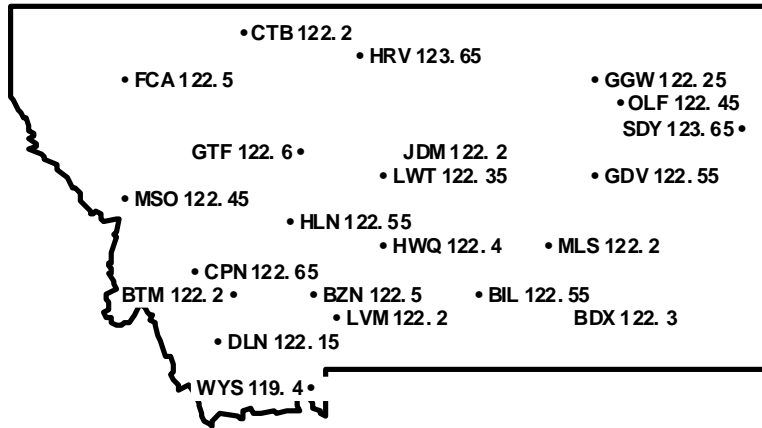 CTB 122. 2
HRV 123. 65
FCA 122. 5
GGW 122. 25
OLF 122. 45
SDY 123. 65
GTF 122. 6
JDM 122. 2
LWT 122. 35
GDV 122. 55
MSO 122. 45
HLN 122. 55
HWQ 122. 4
MLS 122. 2
CPN 122. 65
BTM 122. 2
BZN 122. 5
BIL 122. 55
LVM 122. 2
BDX 122. 3
DLN 122. 15
WYS 119. 4